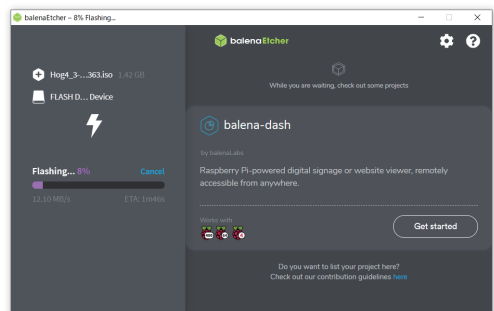 balenaEtcher – 8% Flashing...
balenaEtcher
Hog4_3-...363.iso 1.42 GB
FLASH D... Device
Flashing... 8% Cancel
12.10 MB/s ETA: 1m46s
While you are waiting, check out some projects
balena-dash
by balenaLabs
Raspberry Pi-powered digital signage or website viewer, remotely
accessible from anywhere.
Works with
Get started
Do you want to list your project here?
Check out our contribution guidelines here